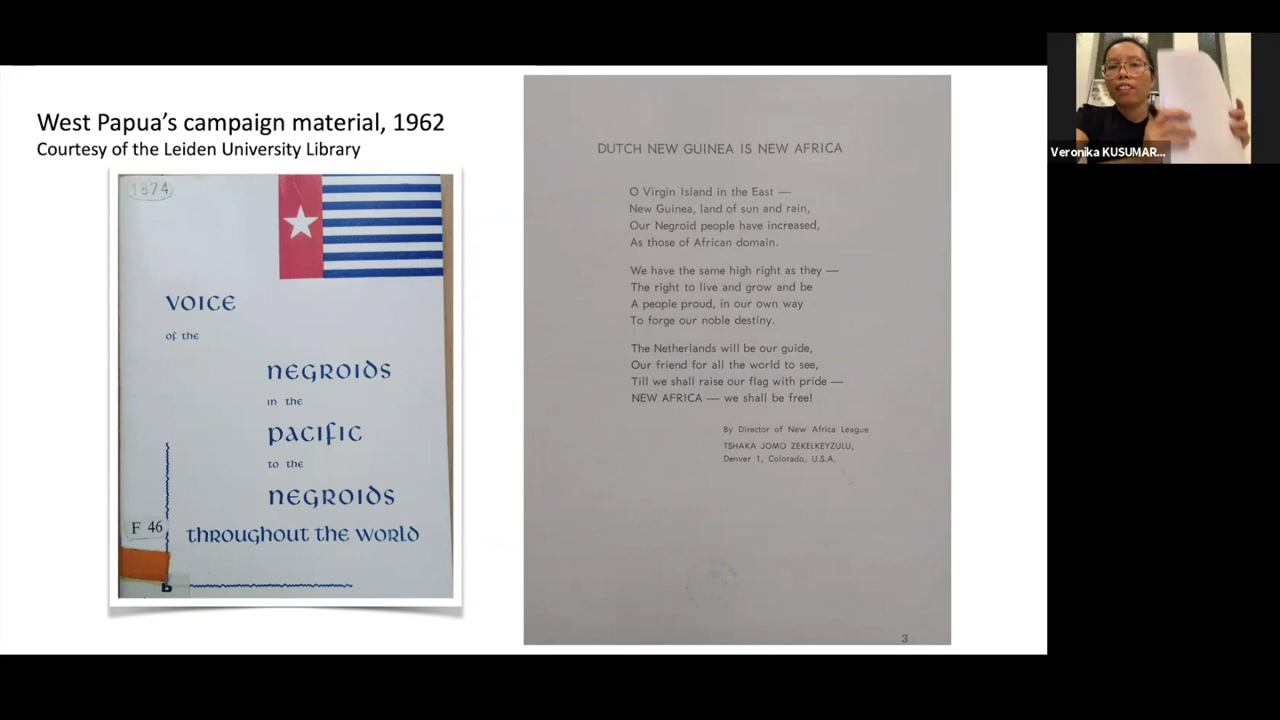 West Papua's campaign material, 1962
Courtesy of the Leiden University Library
1874
VOICE
of the
NEGROIDS
in the
PACIFIC
to the
NEGROIDS
throughout the world
F 46
B
DUTCH NEW GUINEA IS NEW AFRICA
O Virgin Island in the East —
New Guinea, land of sun and rain,
Our Negroid people have increased,
As those of African domain.
We have the same high right as they —
The right to live and grow and be
A people proud, in our own way
To forge our noble destiny.
The Netherlands will be our guide,
Our friend for all the world to see,
Till we shall raise our flag with pride —
NEW AFRICA — we shall be free!
By Director of New Africa League
TSHAKA JOMO ZEKELKEYZULU,
Denver 1, Colorado, U.S.A.
3
Veronika KUSUMAR...